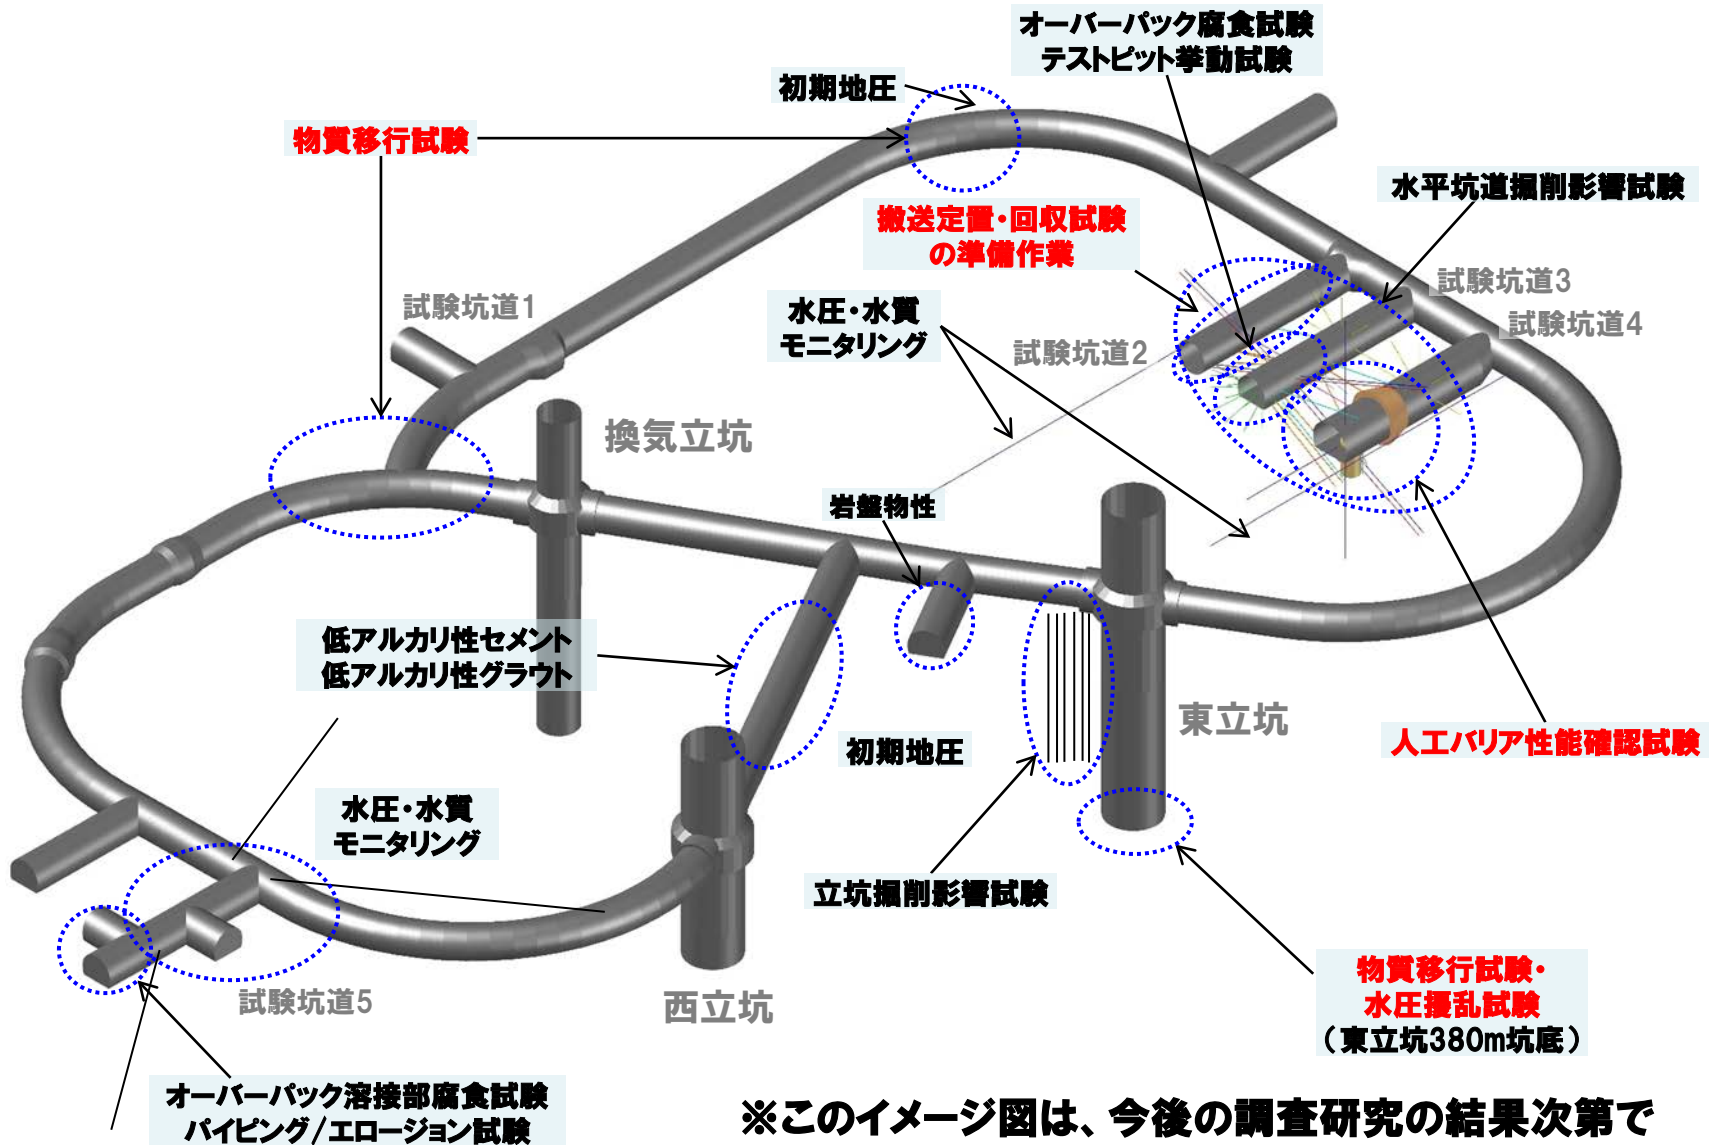 オーバーパック腐食試験
テストピット挙動試験
初期地圧
物質移行試験
水平坑道掘削影響試験
搬送定置・回収試験
の準備作業
試験坑道3
試験坑道1
水圧・水質
モニタリング
試験坑道4
試験坑道2
換気立坑
岩盤物性
低アルカリ性セメント
低アルカリ性グラウト
東立坑
初期地圧
人工バリア性能確認試験
水圧・水質
モニタリング
立坑掘削影響試験
物質移行試験・
水圧擾乱試験
（東立坑380m坑底）
試験坑道5
西立坑
オーバーパック溶接部腐食試験
パイピング/エロージョン試験
※このイメージ図は、今後の調査研究の結果次第で